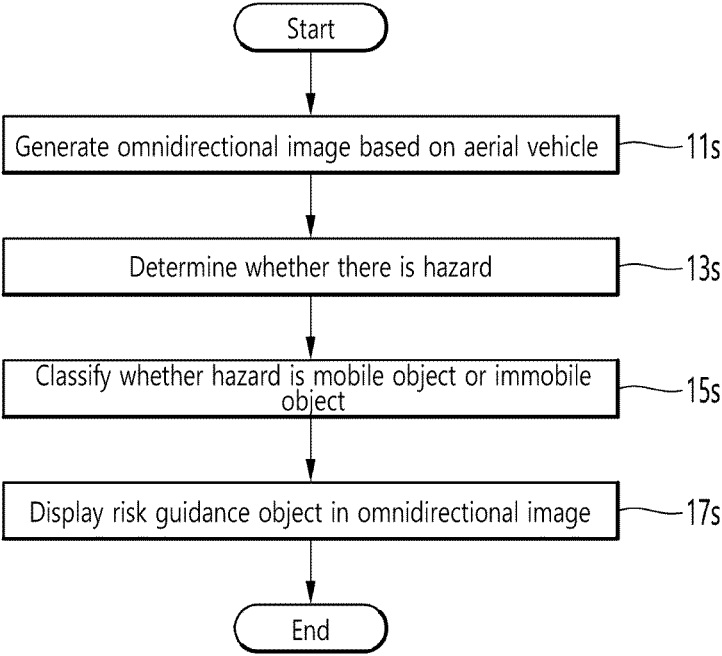 Start
Generate omnidirectional image based on aerial vehicle
11s
Determine whether there is hazard
13s
Classify whether hazard is mobile object or immobile
object
15s
Display risk guidance object in omnidirectional image
17s
End